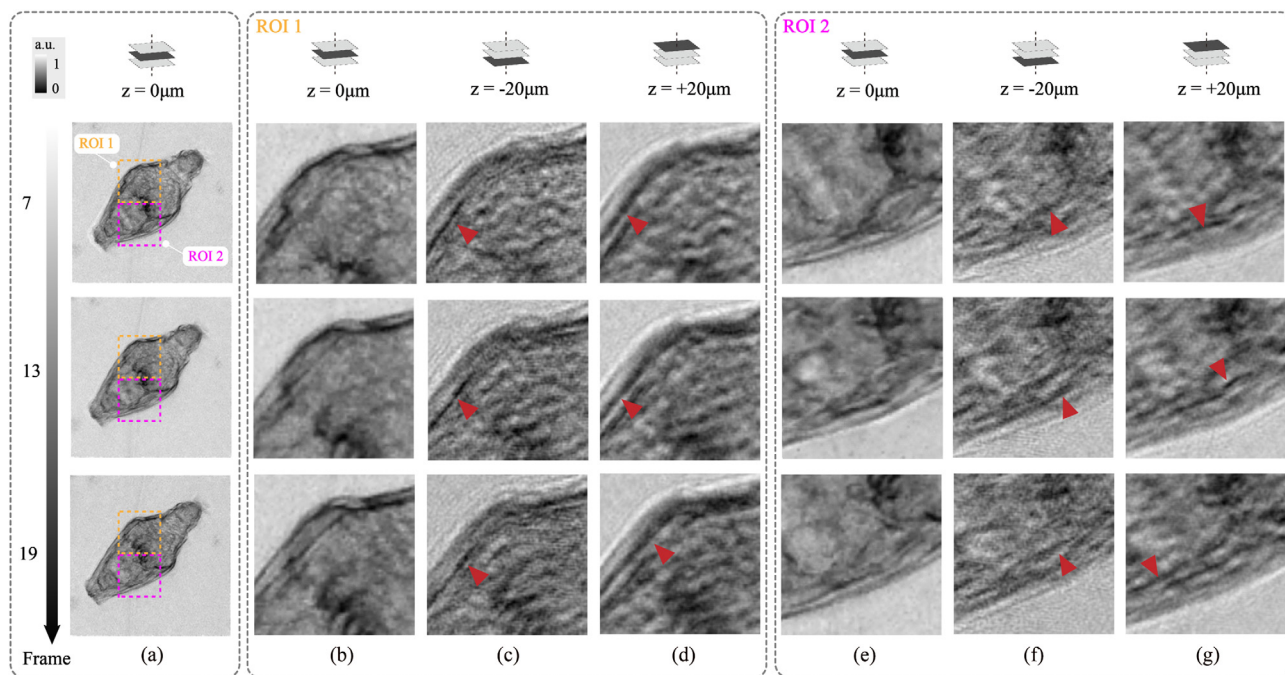 ROI 1
ROI 2
a.u.
1
0
z = 0μm
z = 0μm
z = -20μm
z = +20μm
z = 0μm
z = -20μm
z = +20μm
7
ROI 1
ROI 2
13
19
Frame
(a)
(b)
(c)
(d)
(e)
(f)
(g)